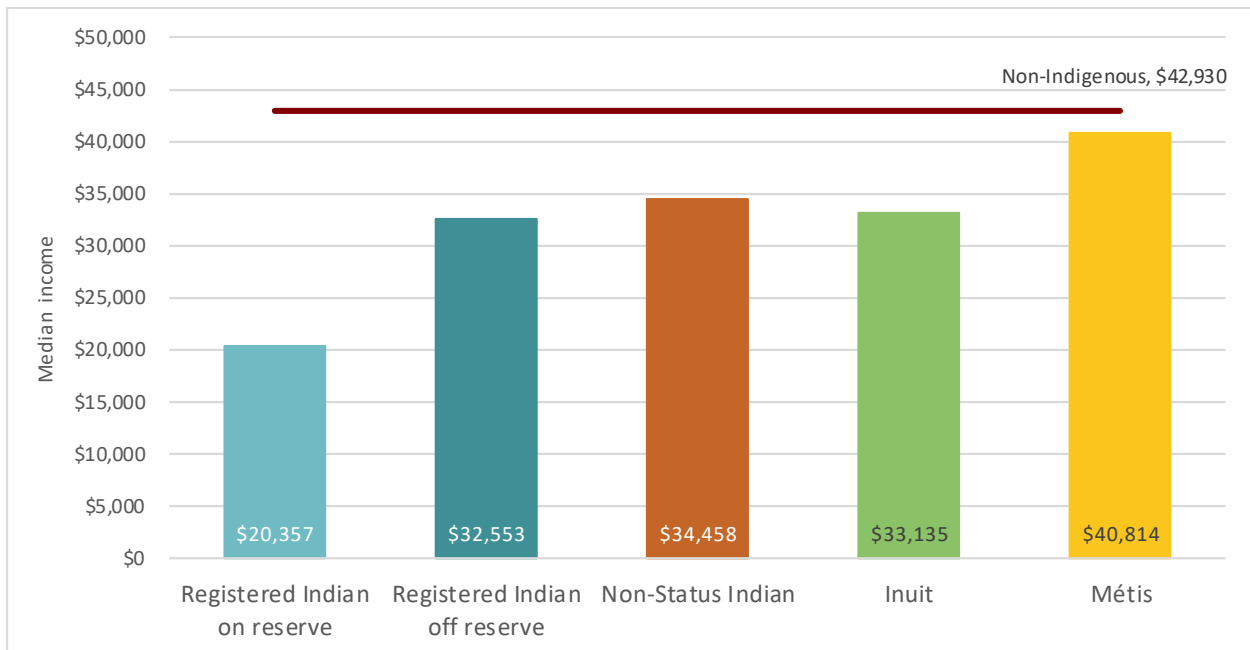 $50,000
$45,000
$40,000
$35,000
$30,000
$25,000
$20,000
$15,000
$10,000
$5,000
$0
Median income
Non-Indigenous, $42,930
$20,357
$32,553
$34,458
$33,135
$40,814
Registered Indian
on reserve
Registered Indian
off reserve
Non-Status Indian
Inuit
Métis